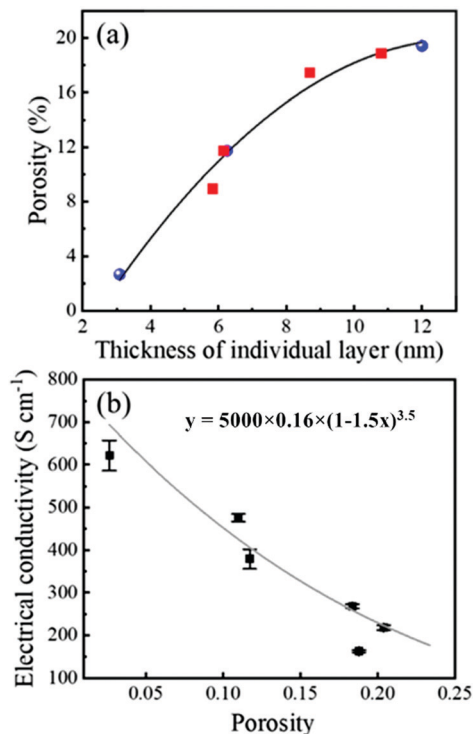 (a)
Porosity (%)
20
16
12
8
4
0
2 4 6 8 10 12 14
Thickness of individual layer (nm)
(b)
y = 5000×0.16×(1-1.5x)^3.5
Electrical conductivity (S cm⁻¹)
800
700
600
500
400
300
200
100
0.05 0.10 0.15 0.20 0.25
Porosity